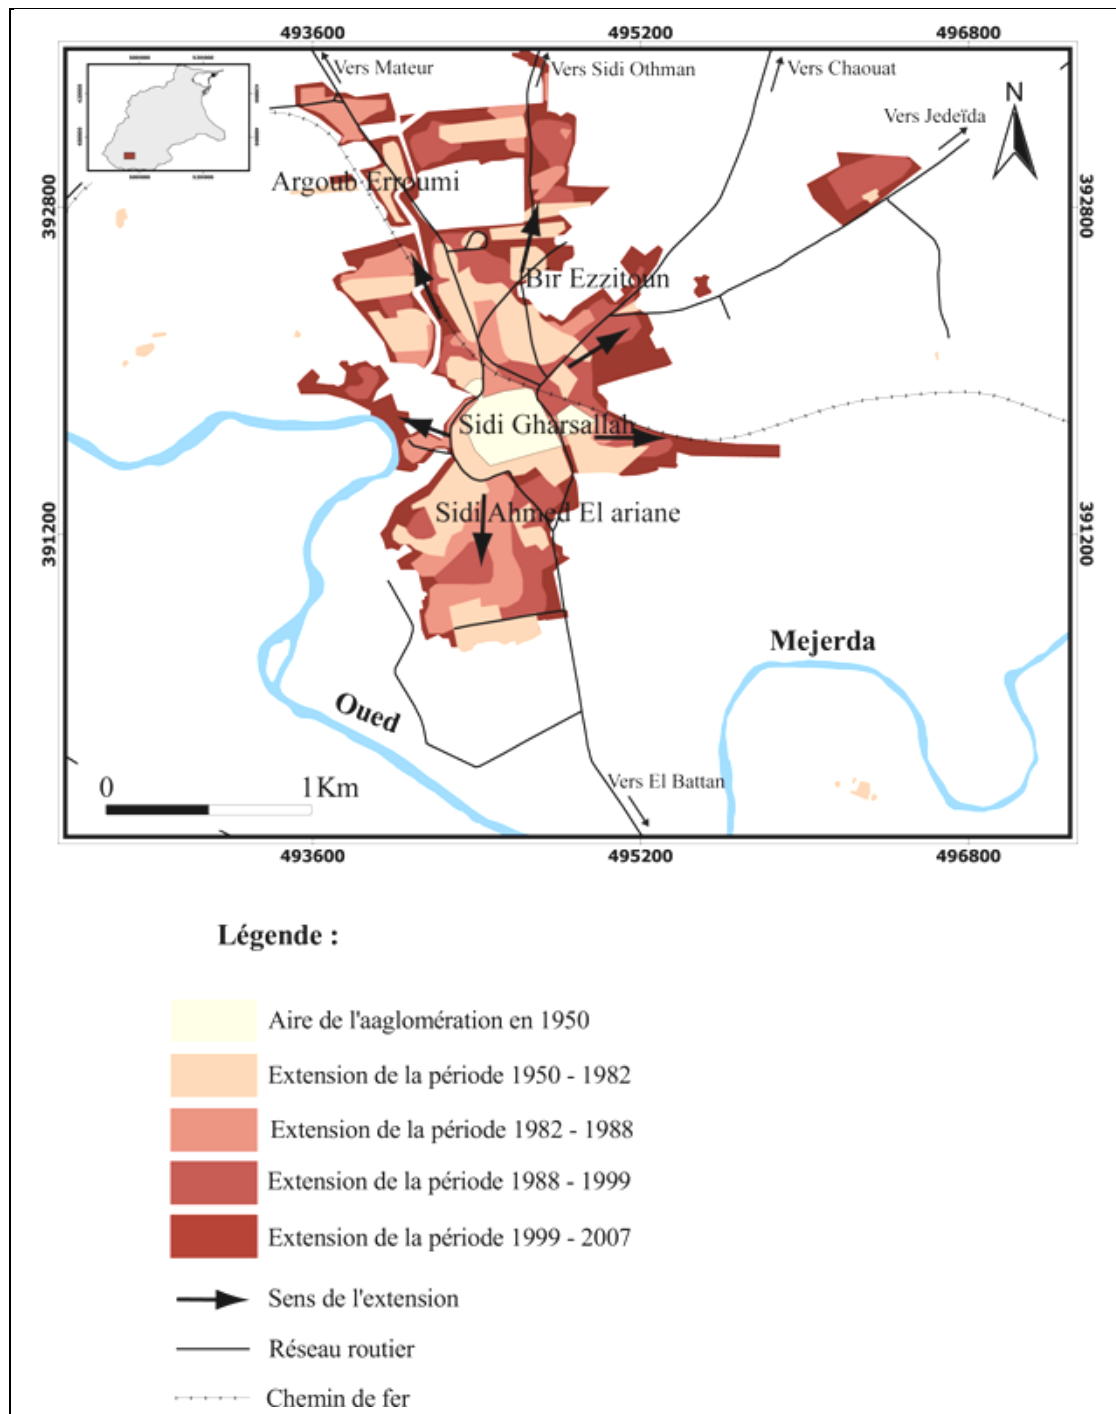 493600 495200 496800
Vers Mateur
Vers Sidi Othman
Vers Chaouat
Vers Jedeïda
N
392800
392800
Argoub Erroumi
Bir Ezzitoun
Sidi Gharsallah
Sidi Ahmed El ariane
391200
391200
Mejerda
Oued
Vers El Battan
0 1Km
493600 495200 496800
Légende :
Aire de l'aaglomération en 1950
Extension de la période 1950 - 1982
Extension de la période 1982 - 1988
Extension de la période 1988 - 1999
Extension de la période 1999 - 2007
Sens de l'extension
Réseau routier
Chemin de fer